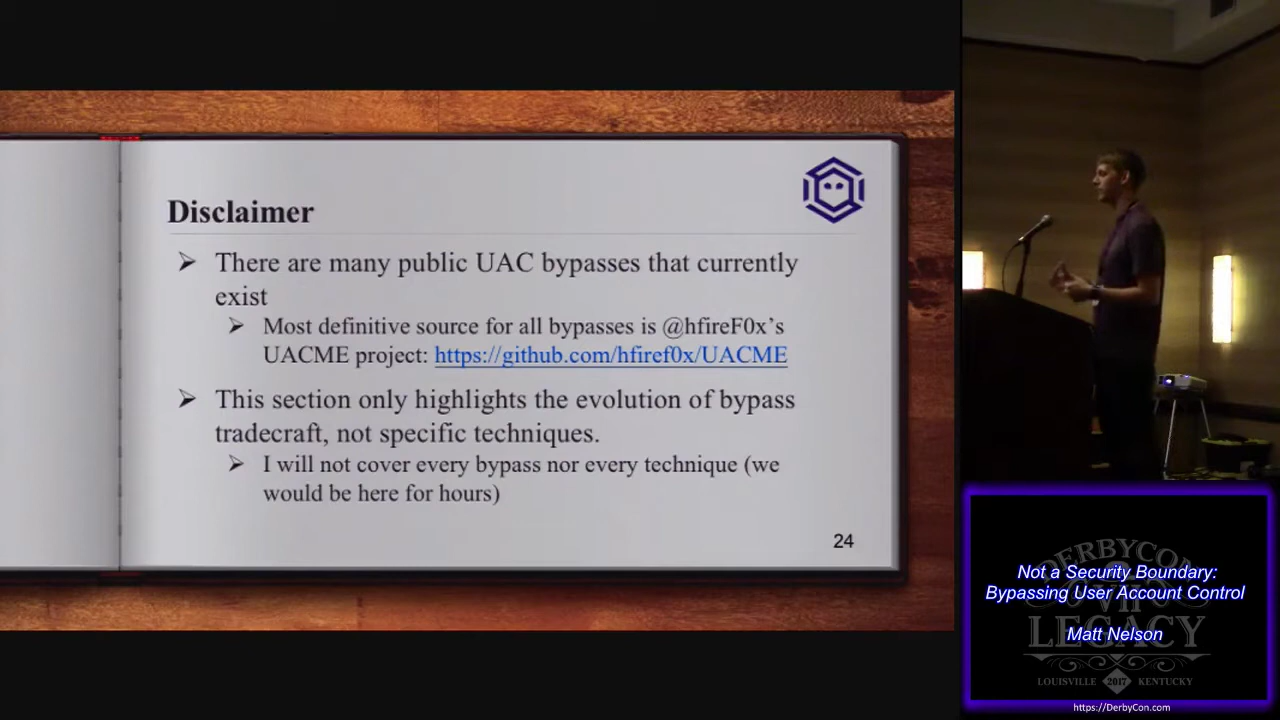 Disclaimer
➢ There are many public UAC bypasses that currently
exist
➢ Most definitive source for all bypasses is @hfireF0x's
UACME project: https://github.com/hfiref0x/UACME
➢ This section only highlights the evolution of bypass
tradecraft, not specific techniques.
➢ I will not cover every bypass nor every technique (we
would be here for hours)
24
DERBYCON
VII
LEGACY
LOUISVILLE 2017 KENTUCKY
Not a Security Boundary:
Bypassing User Account Control
Matt Nelson
https://DerbyCon.com